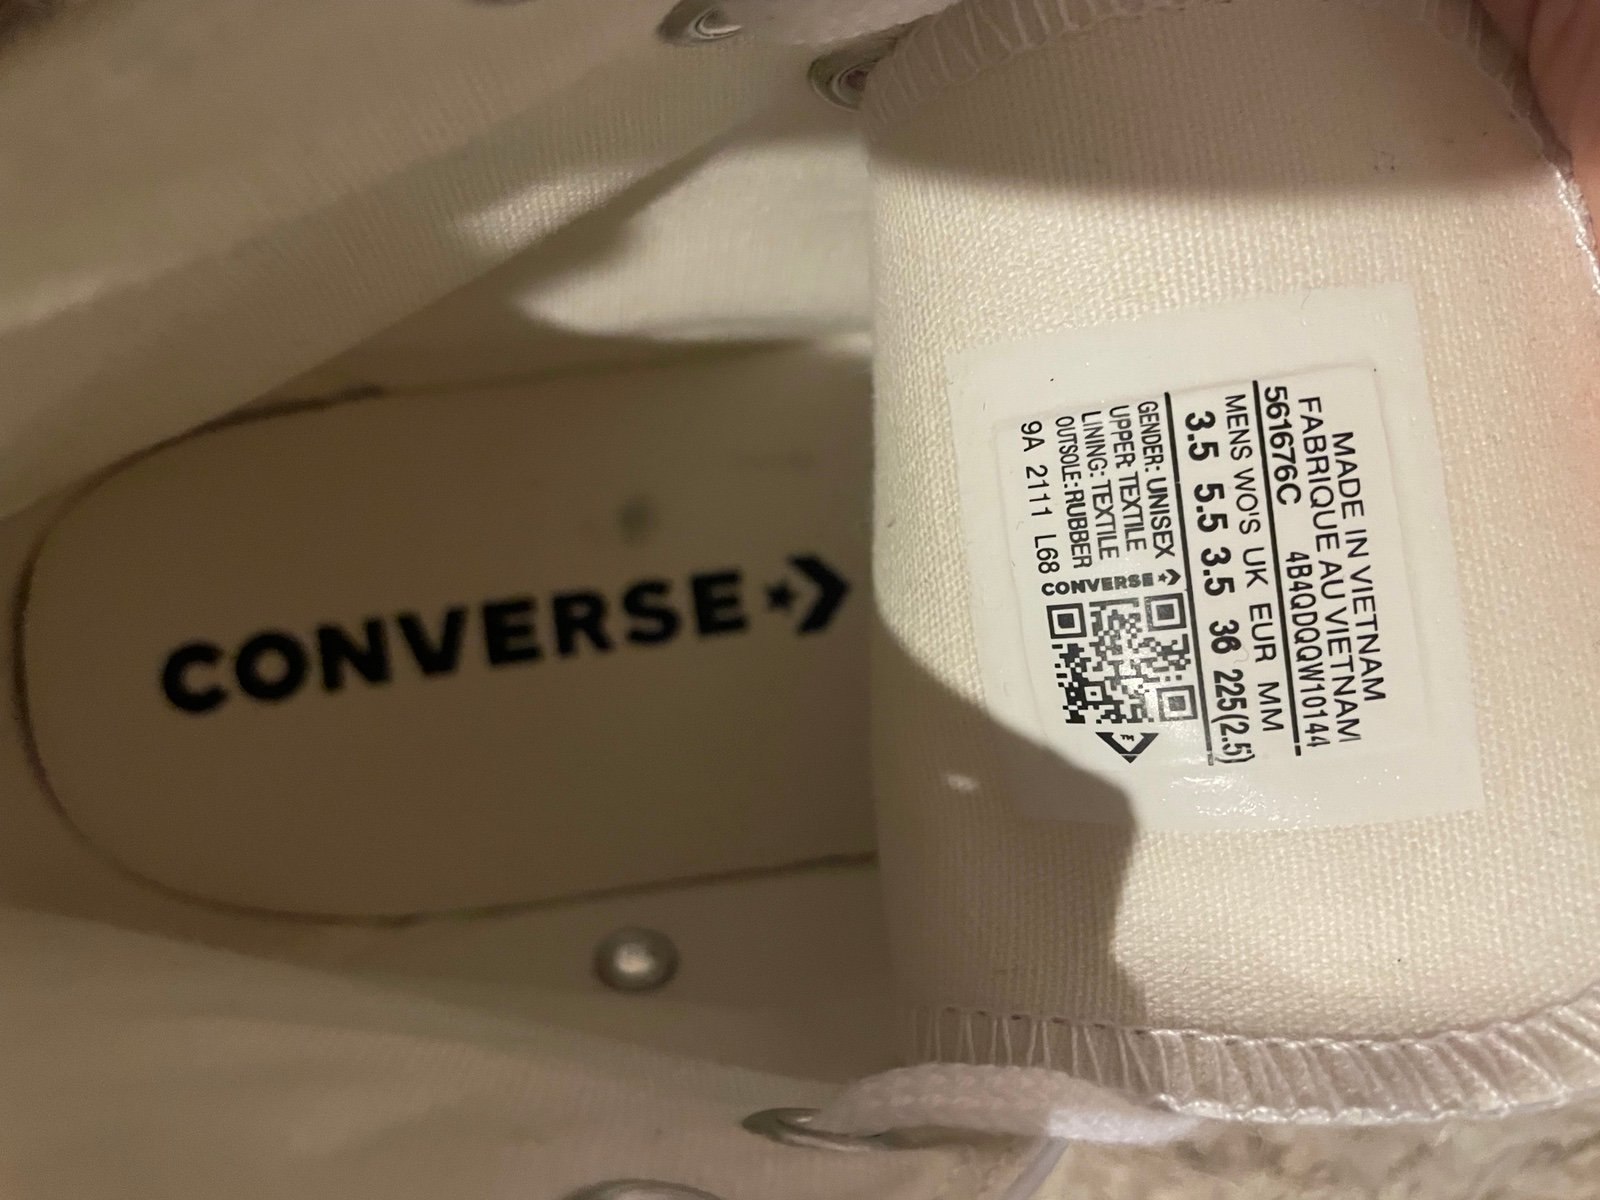 CONVERSE
MADE IN VIETNAM
FABRIQUE AU VIETNAM
561676C 4B4QDQQW10144
MENS WO'S UK EUR MM
3.5 5.5 3.5 36 225(2.5)
GENDER: UNISEX
UPPER: TEXTILE
LINING: TEXTILE
OUTSOLE:RUBBER
9A 2111 L68
CONVERSE